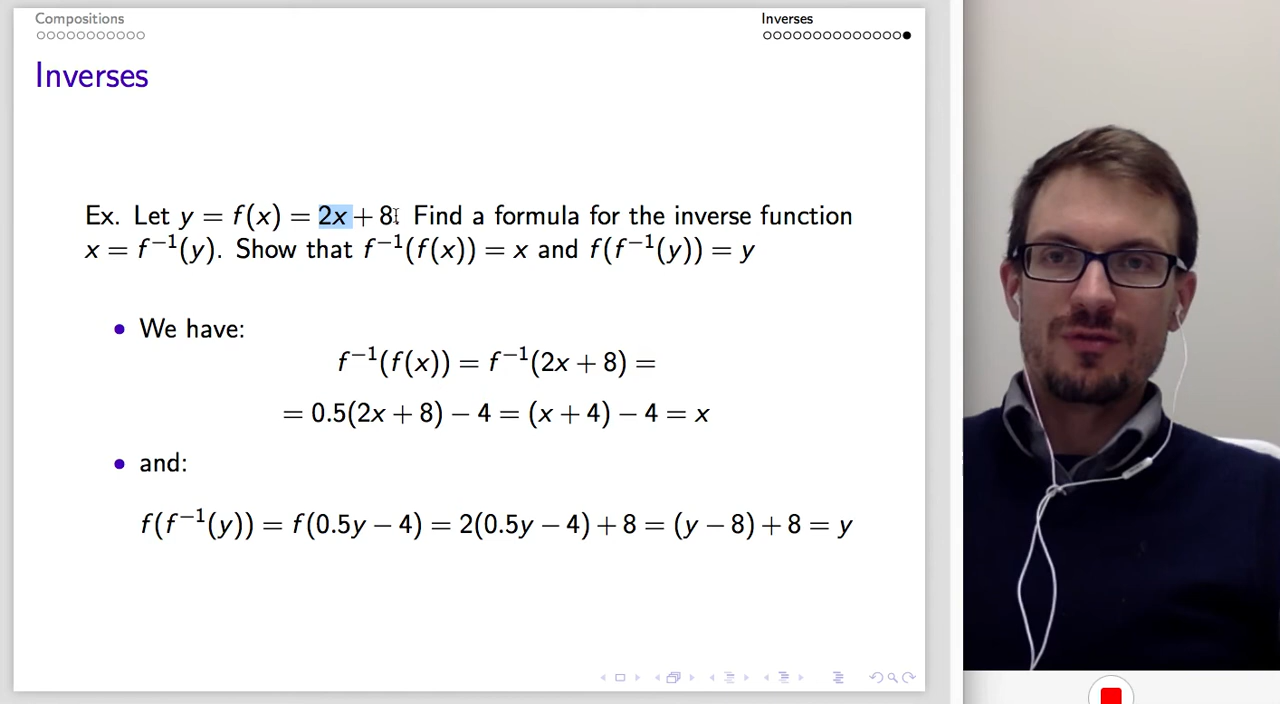 Compositions
Inverses
Inverses
Ex. Let y = f(x) = 2x + 8. Find a formula for the inverse function
x = f⁻¹(y). Show that f⁻¹(f(x)) = x and f(f⁻¹(y)) = y
• We have:
f⁻¹(f(x)) = f⁻¹(2x + 8) =
= 0.5(2x + 8) − 4 = (x + 4) − 4 = x
• and:
f(f⁻¹(y)) = f(0.5y − 4) = 2(0.5y − 4) + 8 = (y − 8) + 8 = y